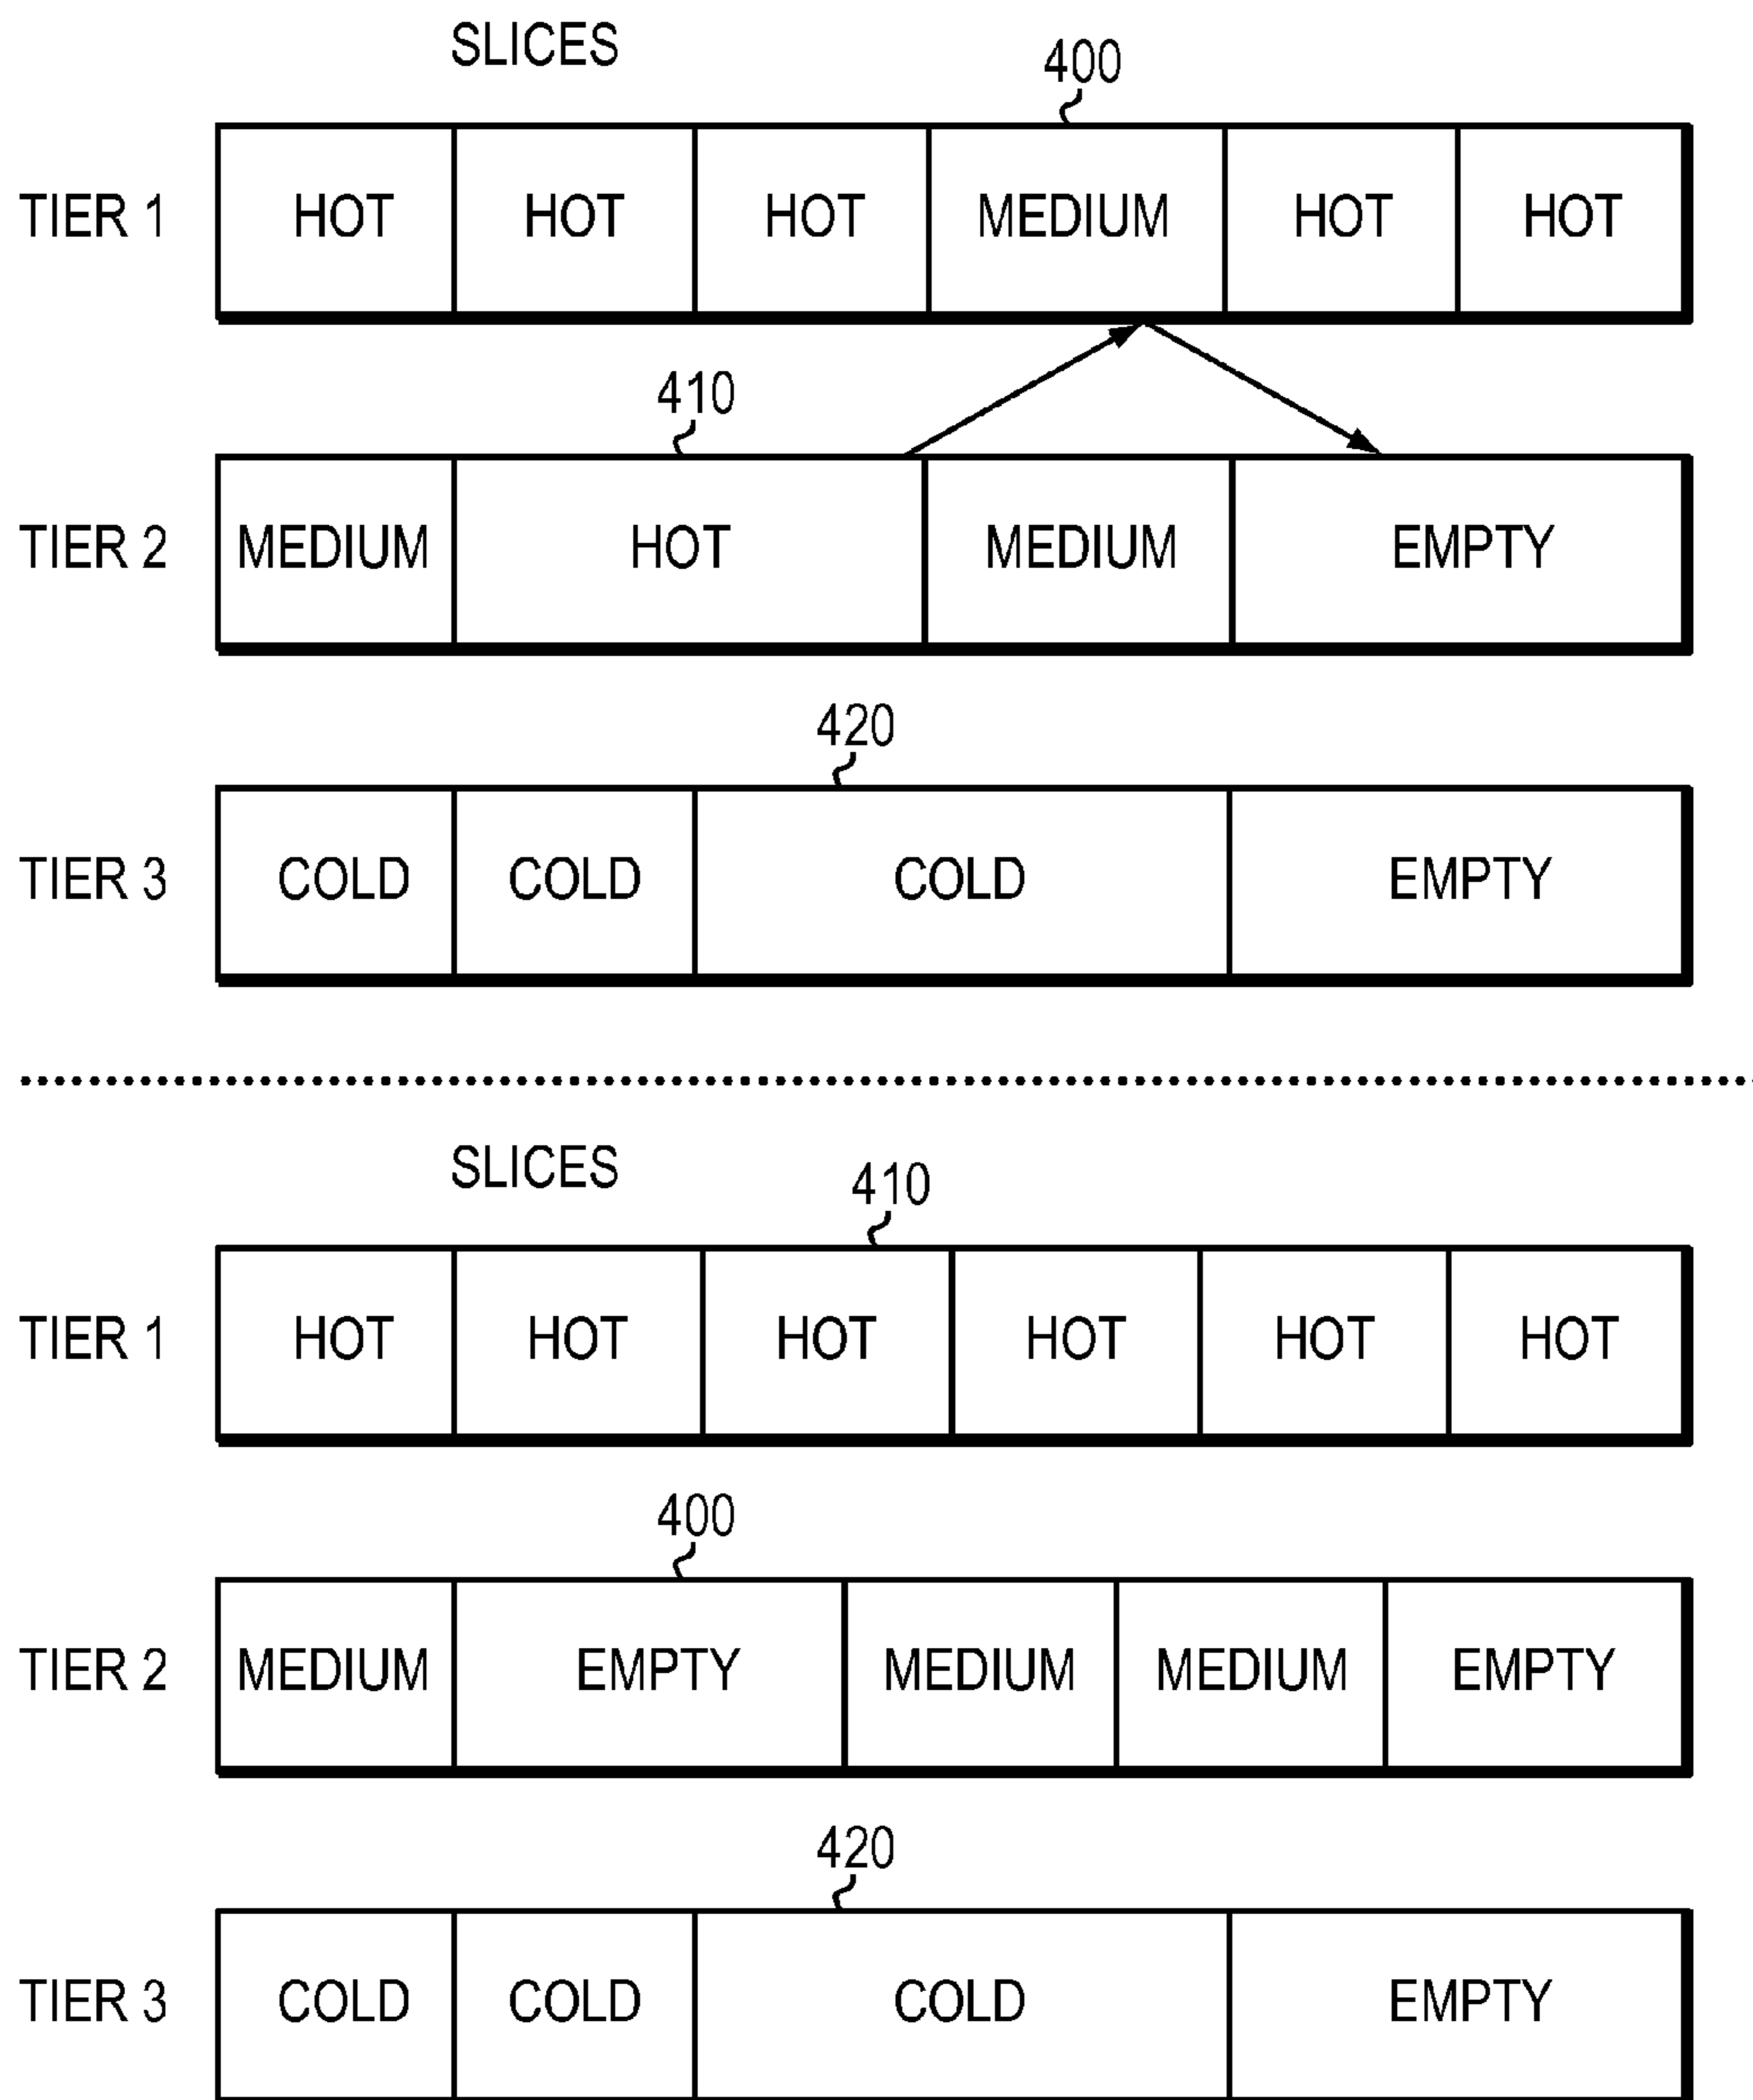 SLICES
400
TIER 1 HOT HOT HOT MEDIUM HOT HOT
410
TIER 2 MEDIUM HOT MEDIUM EMPTY
420
TIER 3 COLD COLD COLD EMPTY
SLICES
410
TIER 1 HOT HOT HOT HOT HOT HOT
400
TIER 2 MEDIUM EMPTY MEDIUM MEDIUM EMPTY
420
TIER 3 COLD COLD COLD EMPTY